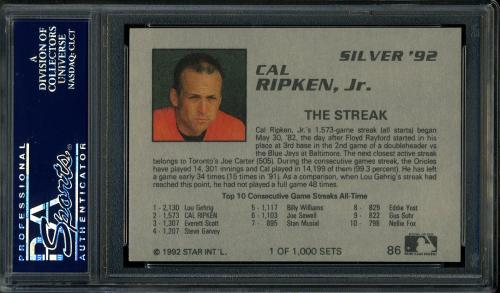 A
DIVISION OF
COLLECTORS
UNIVERSE
NASDAQ: CLCT
PROFESSIONAL
PSA
Sports
AUTHENTICATOR
SILVER '92
CAL
RIPKEN, Jr.
THE STREAK
Cal Ripken, Jr.'s 1,573-game streak (all starts) began
May 30, '82, the day after Floyd Rayford started in his
place at 3rd base in the 2nd game of a doubleheader vs
the Blue Jays at Baltimore. The next closest active streak
belongs to Toronto's Joe Carter (505). During the consecutive games streak, the Orioles
have played 14, 301 innings and Cal played in 14,199 of them (99.3 percent). He has
left a game early 34 times (15 times in '91). As a comparison, when Lou Gehrig's streak had
reached this point, he had not played a full game 48 times.
Top 10 Consecutive Game Streaks All-Time
1 - 2,130 Lou Gehrig 5 - 1,117 Billy Williams 8 - 829 Eddie Yost
2 - 1,573 CAL RIPKEN 6 - 1,103 Joe Sewell 9 - 822 Gus Suhr
3 - 1,307 Everett Scott 7 - 895 Stan Musial 10 - 798 Nellie Fox
4 - 1,207 Steve Garvey
© 1992 STAR INT'L. 1 OF 1,000 SETS 86